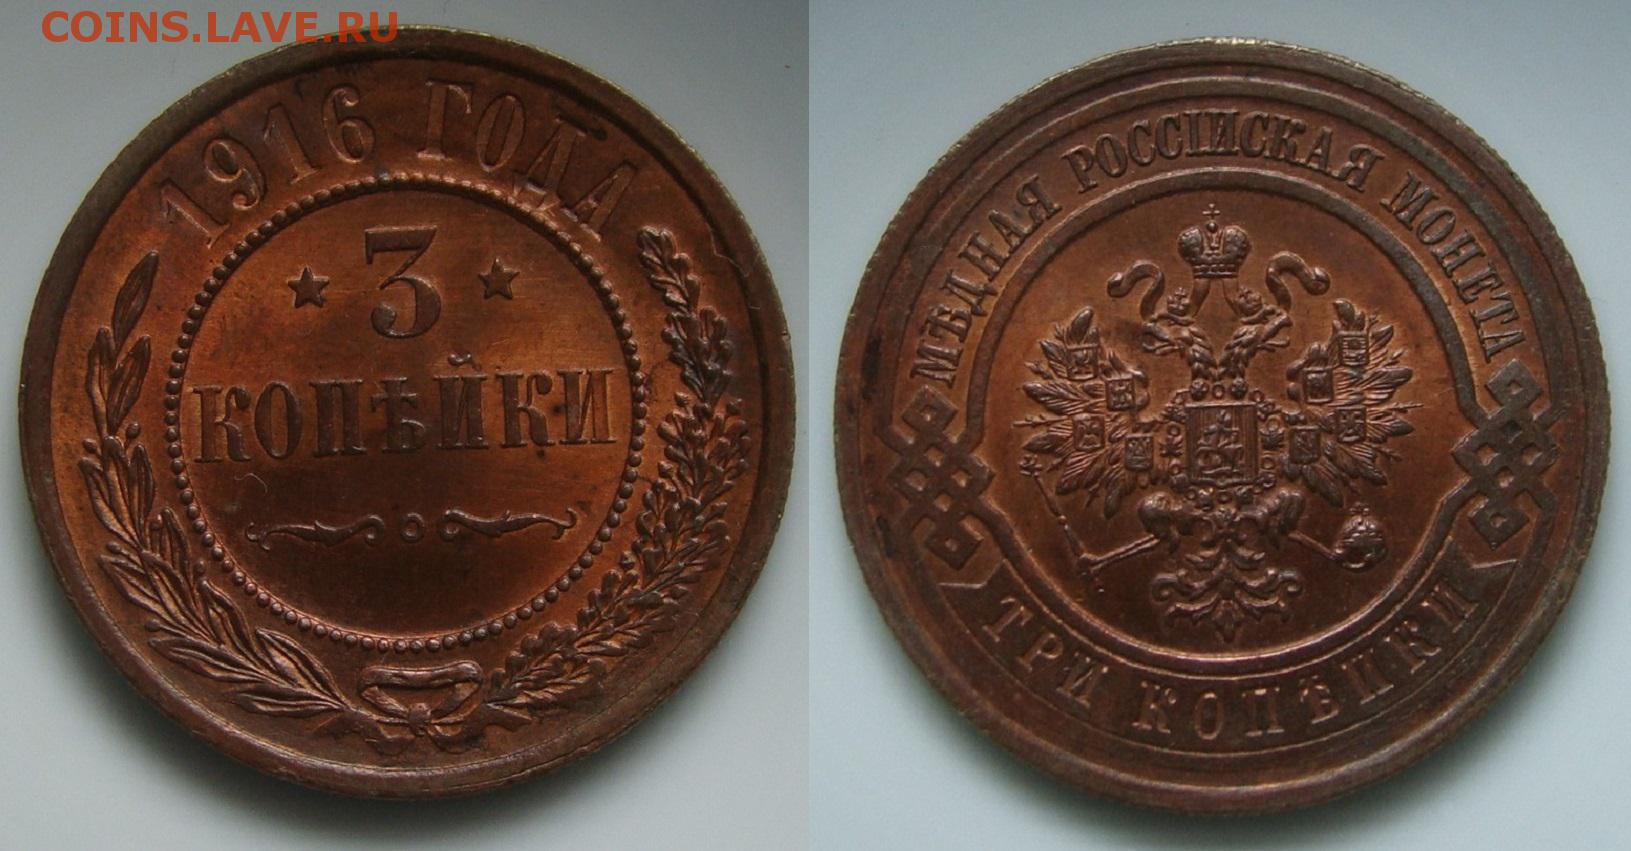 COINS.LAVE.RU
1916 ГОДА
3
КОПѢЙКИ
МѢДНАЯ РОССІЙСКАЯ МОНЕТА
ТРИ КОПѢЙКИ